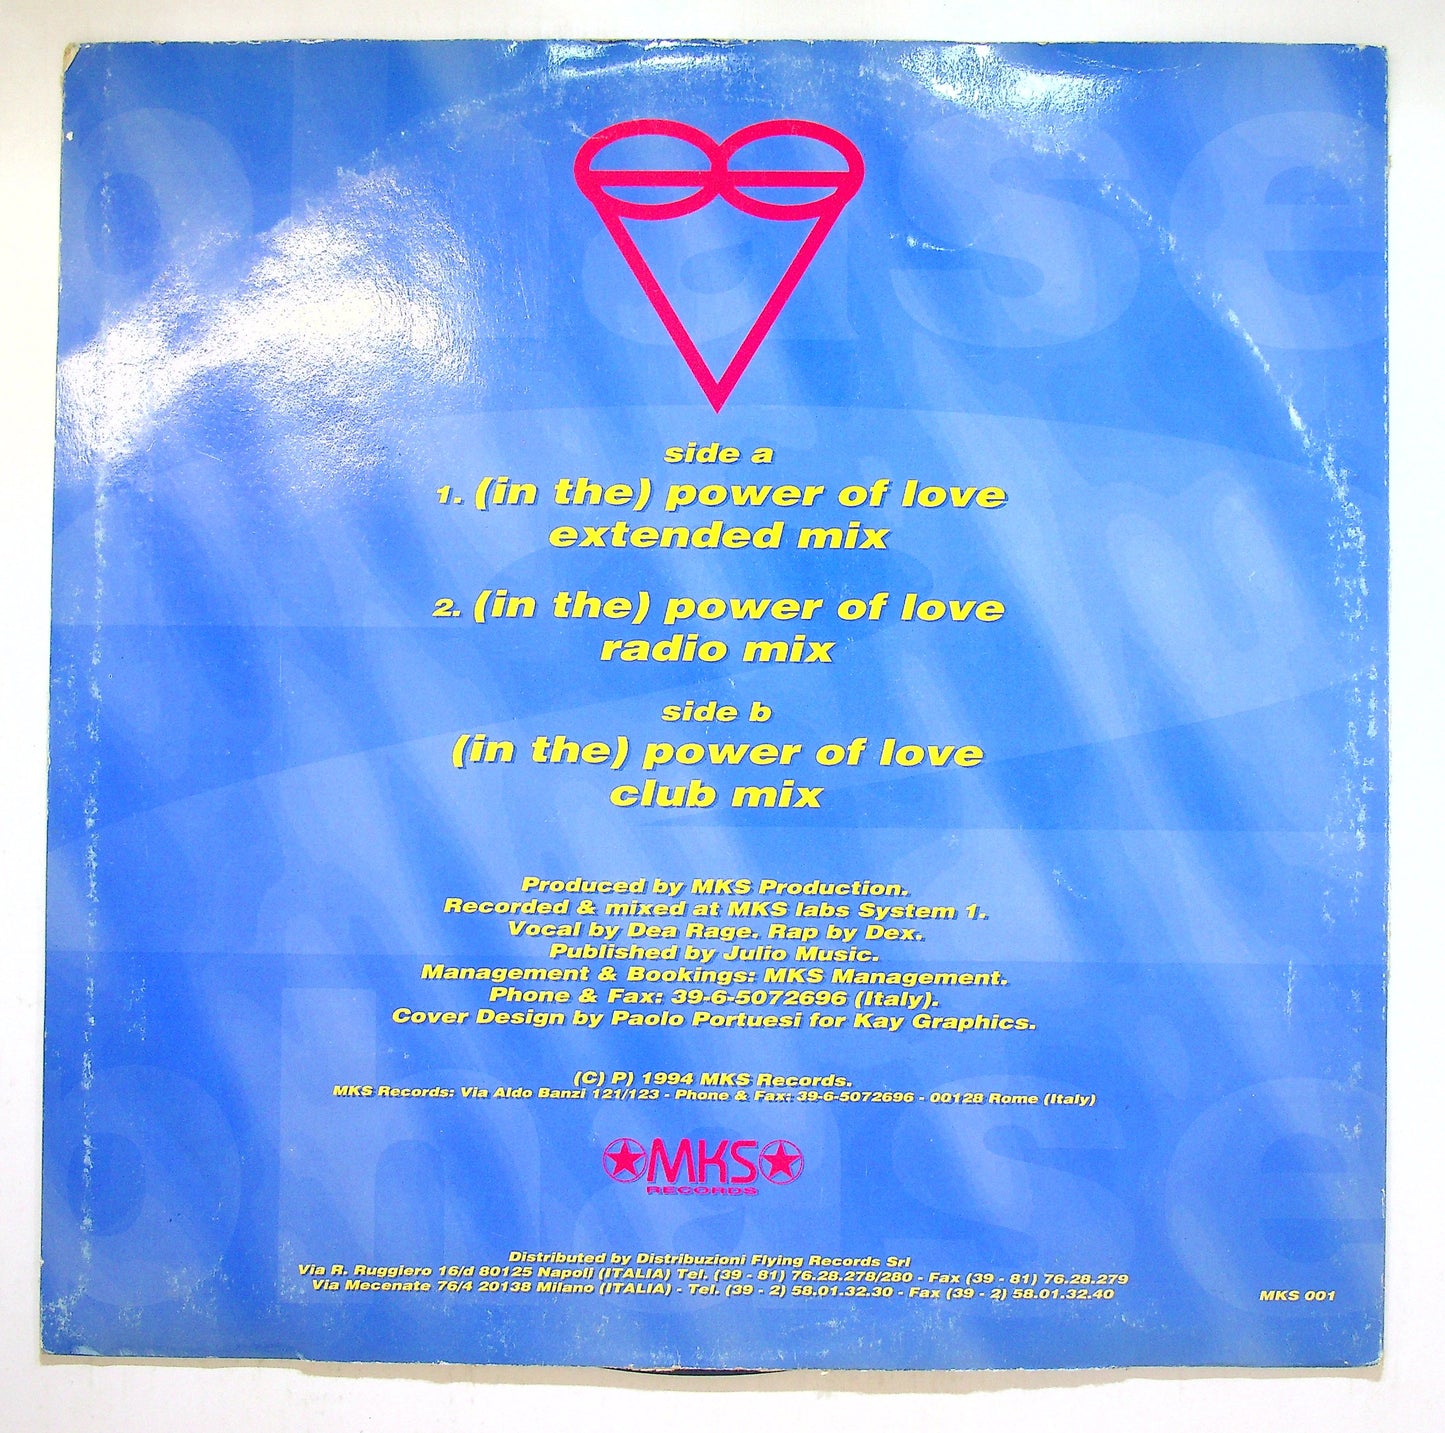 phase
side a
1. (in the) power of love
extended mix
2. (in the) power of love
radio mix
side b
(in the) power of love
club mix
Produced by MKS Production.
Recorded & mixed at MKS labs System 1.
Vocal by Dea Rage. Rap by Dex.
Published by Julio Music.
Management & Bookings: MKS Management.
Phone & Fax: 39-6-5072696 (Italy).
Cover Design by Paolo Portuesi for Kay Graphics.
(C) P) 1994 MKS Records.
MKS Records: Via Aldo Banzi 121/123 - Phone & Fax: 39-6-5072696 - 00128 Rome (Italy)
MKS
RECORDS
phase
Distributed by Distribuzioni Flying Records Srl
Via R. Ruggiero 16/d 80125 Napoli (ITALIA) Tel. (39 - 81) 76.28.278/280 - Fax (39 - 81) 76.28.279
Via Mecenate 76/4 20138 Milano (ITALIA) - Tel. (39 - 2) 58.01.32.30 - Fax (39 - 2) 58.01.32.40
MKS 001